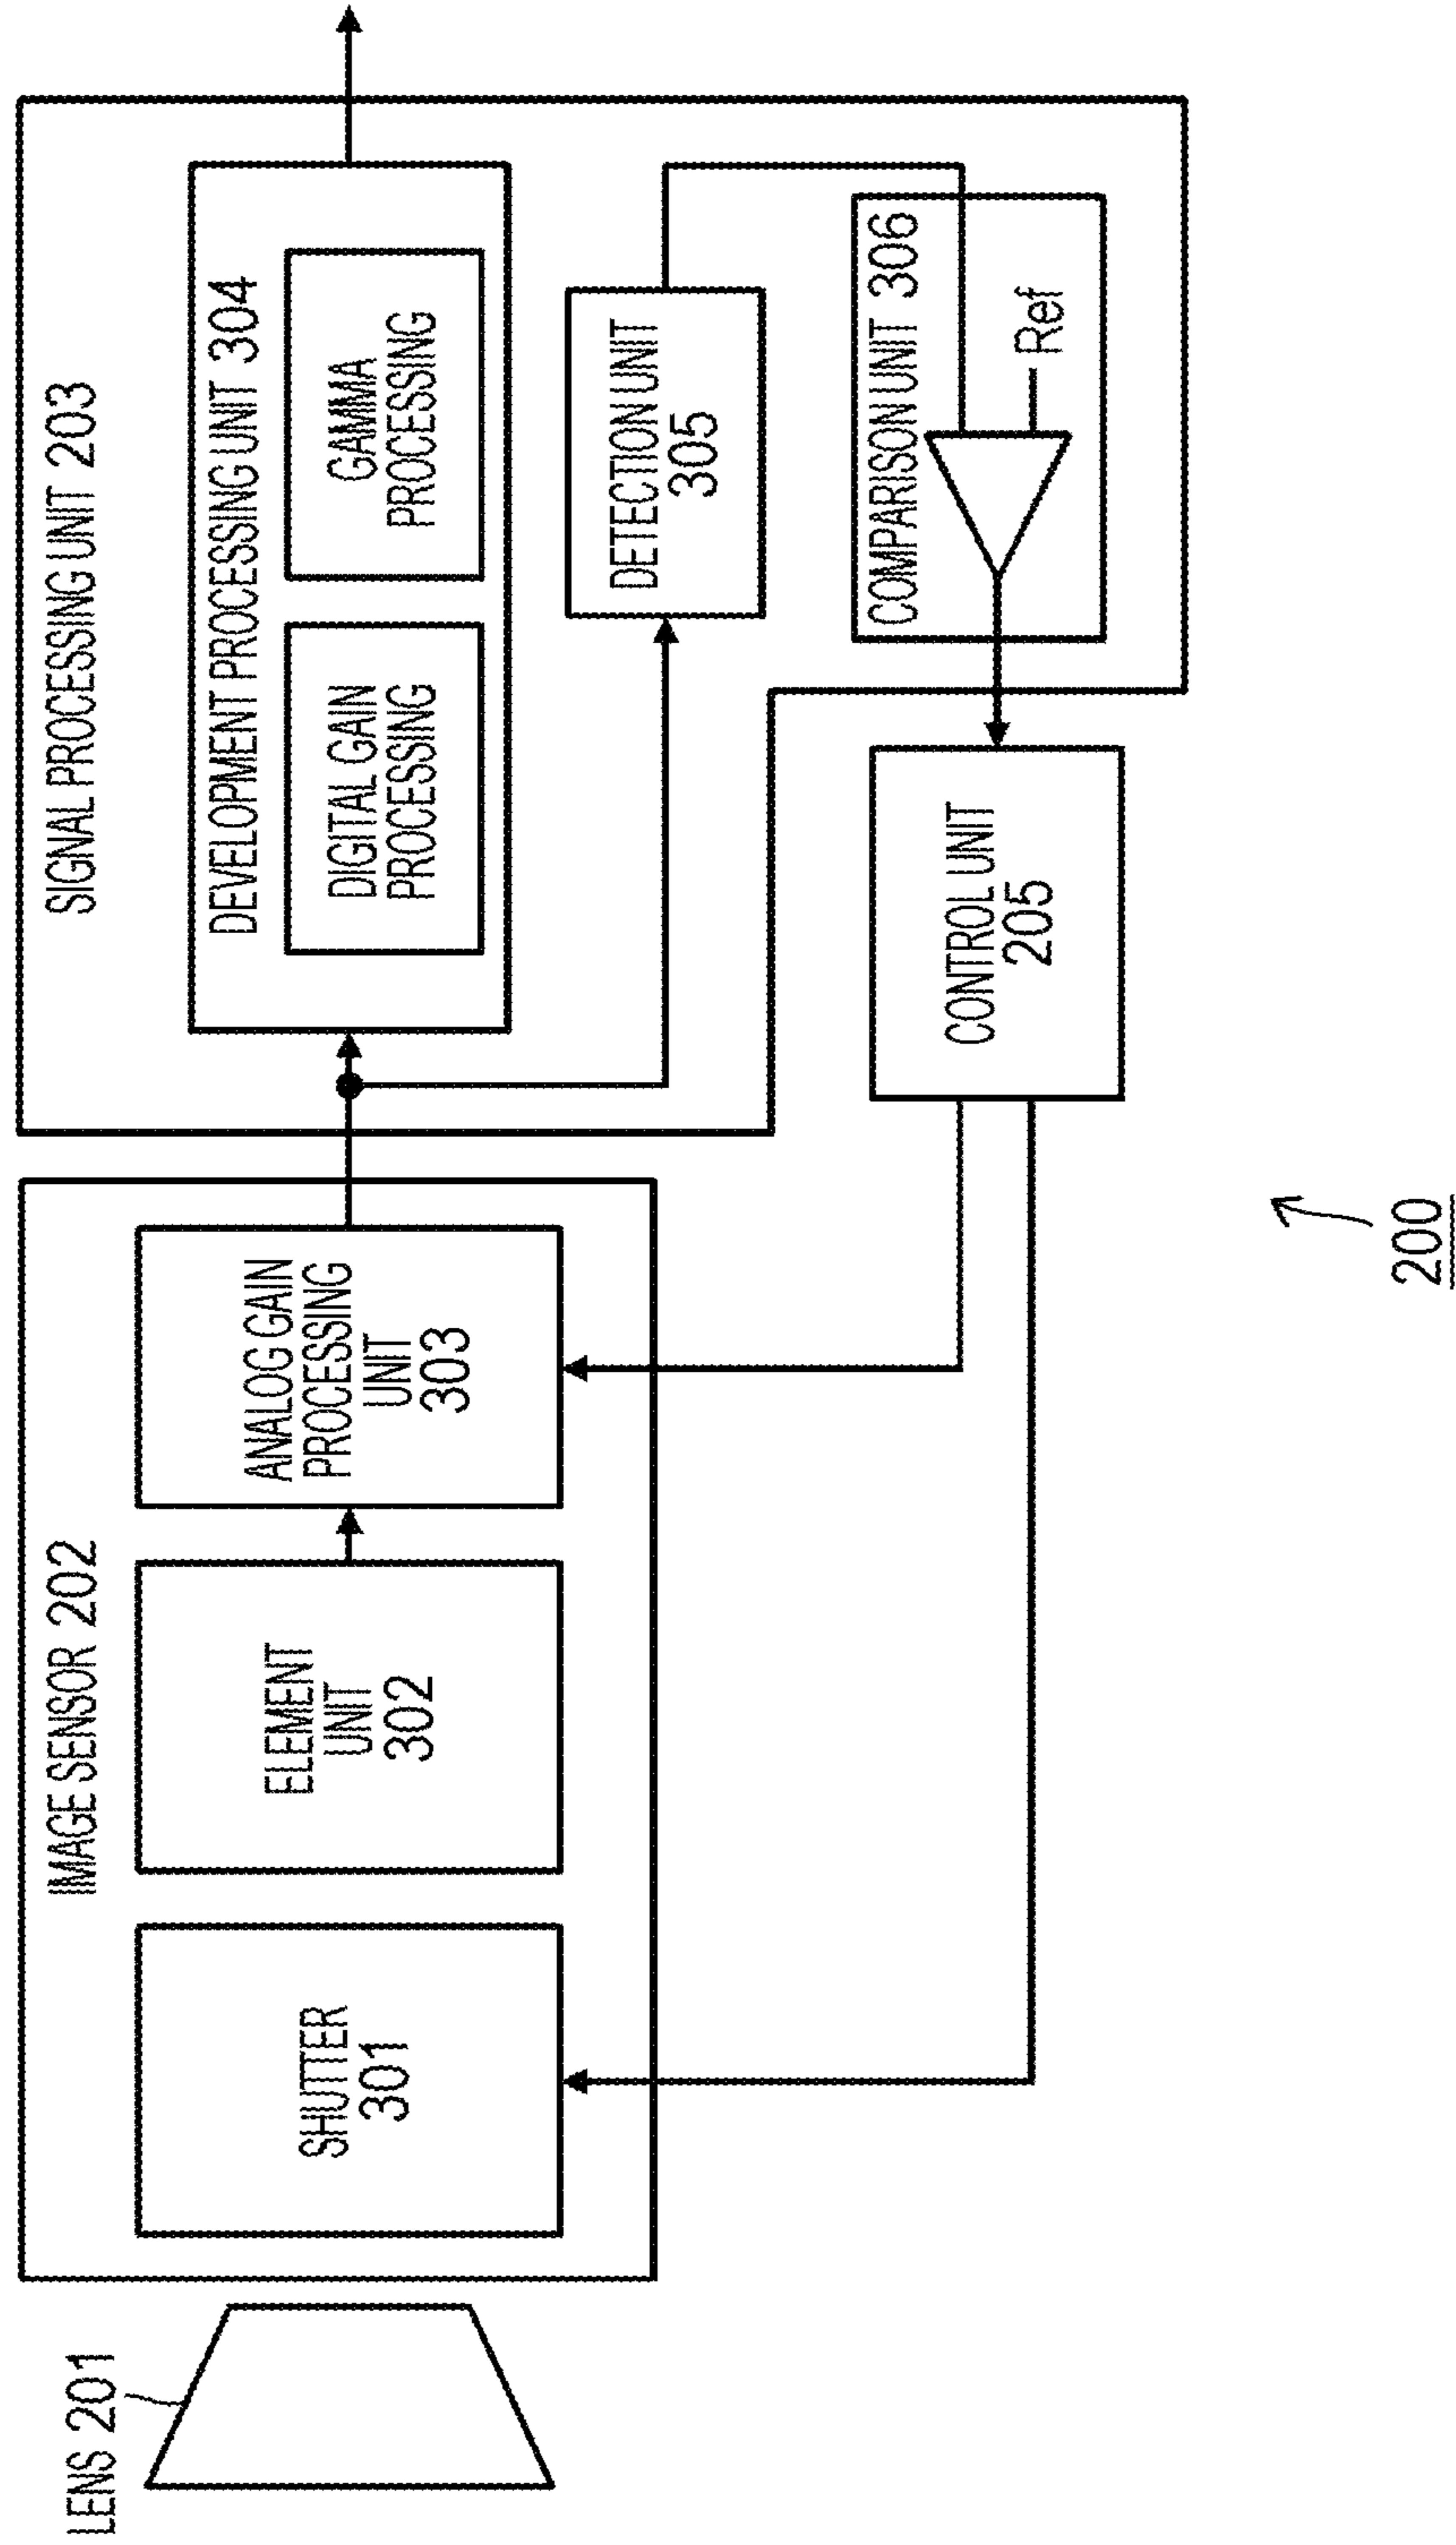 LENS 201
IMAGE SENSOR 202
SHUTTER
301
ELEMENT
UNIT
302
ANALOG GAIN
PROCESSING
UNIT
303
SIGNAL PROCESSING UNIT 203
DEVELOPMENT PROCESSING UNIT 304
DIGITAL GAIN
PROCESSING
GAMMA
PROCESSING
DETECTION UNIT
305
COMPARISON UNIT 306
Ref
CONTROL UNIT
205
200